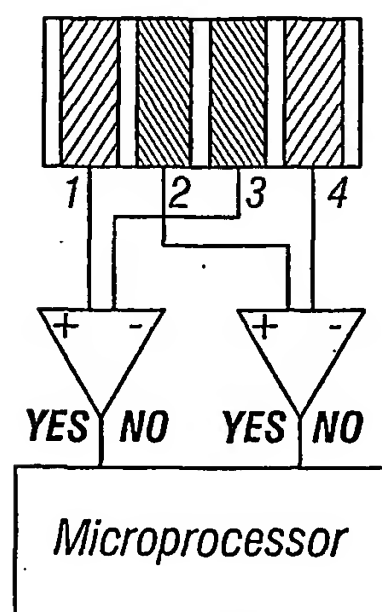 1 2 3 4
+ - + -
YES NO YES NO
Microprocessor